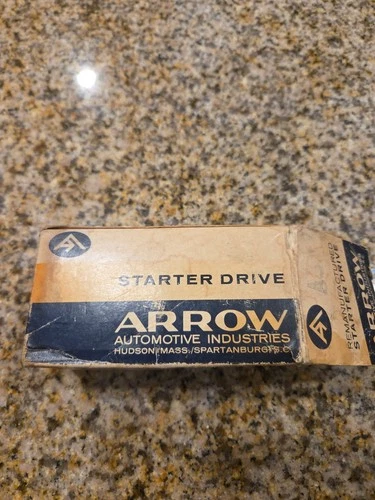 STARTER DRIVE
ARROW
AUTOMOTIVE INDUSTRIES
HUDSON, MASS./SPARTANBURG, S.C.
REMANUFACTURED
STARTER DRIVE
ARROW